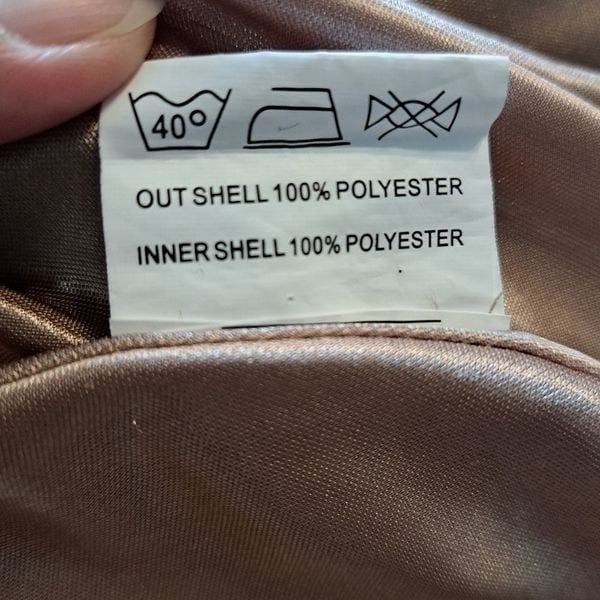 40°
OUT SHELL 100% POLYESTER
INNER SHELL 100% POLYESTER